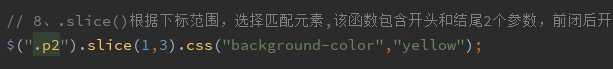 // 8、.slice()根据下标范围，选择匹配元素,该函数包含开头和结尾2个参数，前闭后开
$(".p2").slice(1,3).css("background-color","yellow");